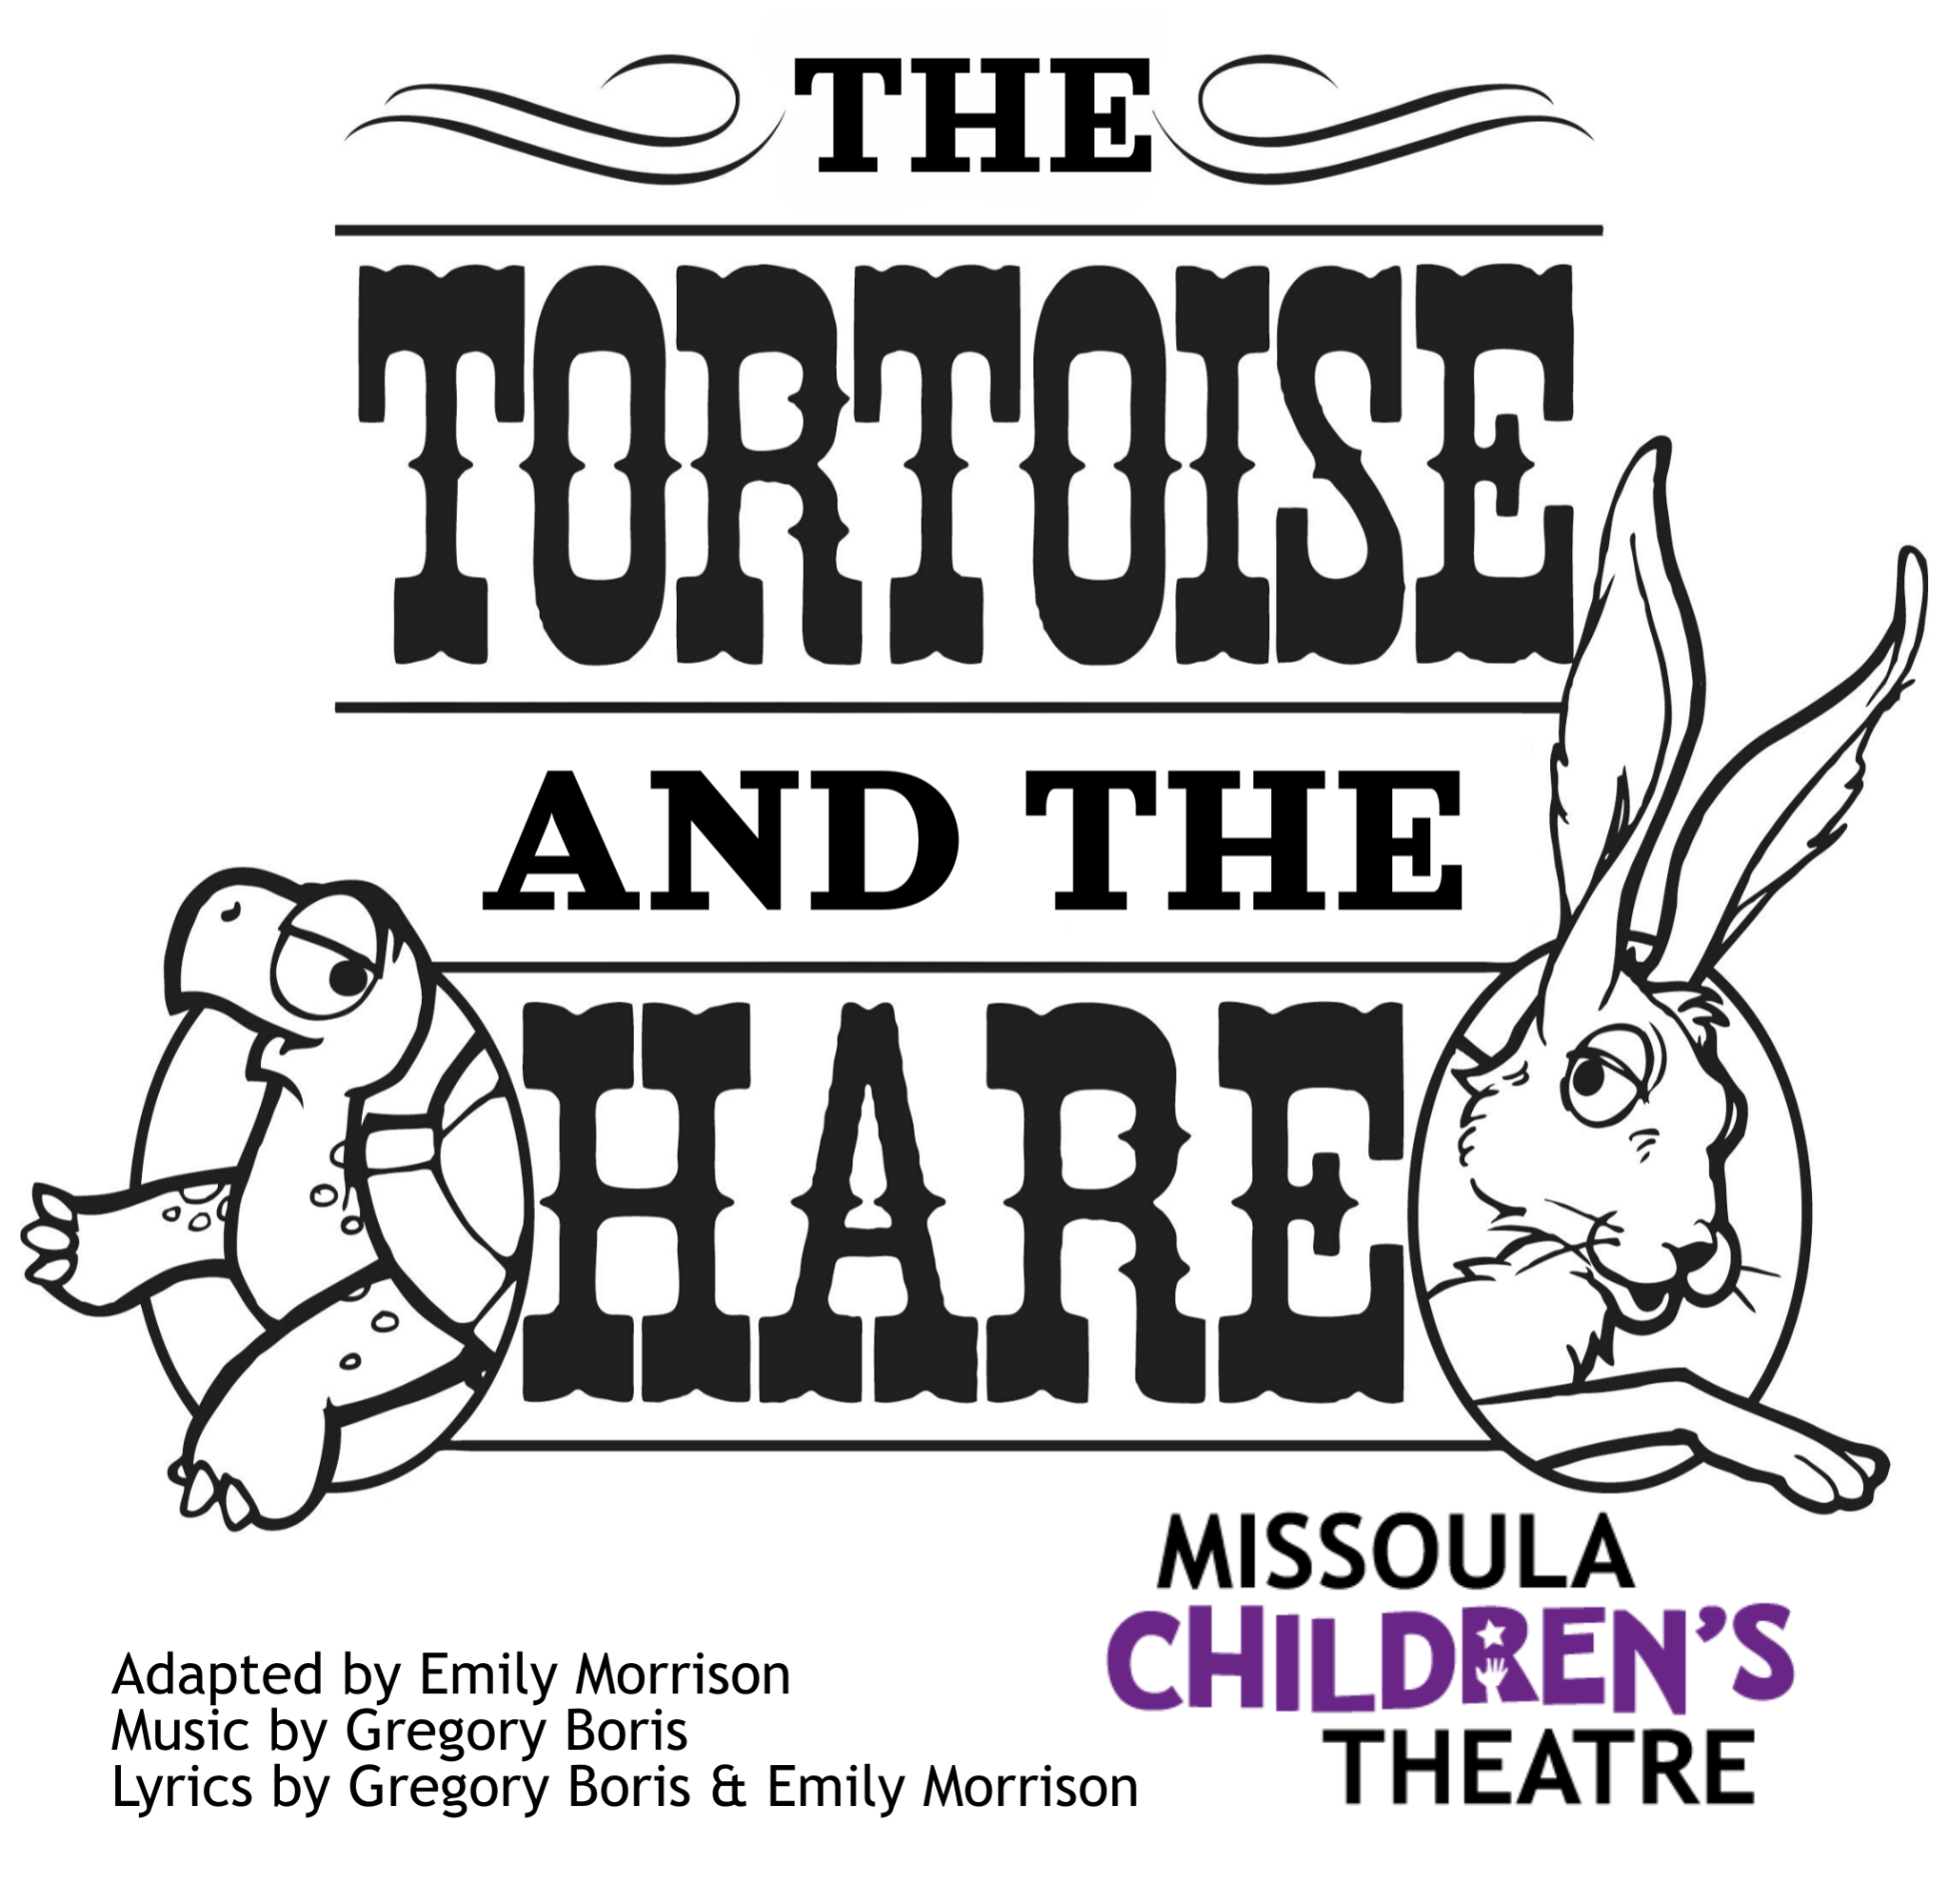 THE
TORTOISE
AND THE
HARE
MISSOULA
CHILDREN'S
THEATRE
Adapted by Emily Morrison
Music by Gregory Boris
Lyrics by Gregory Boris & Emily Morrison